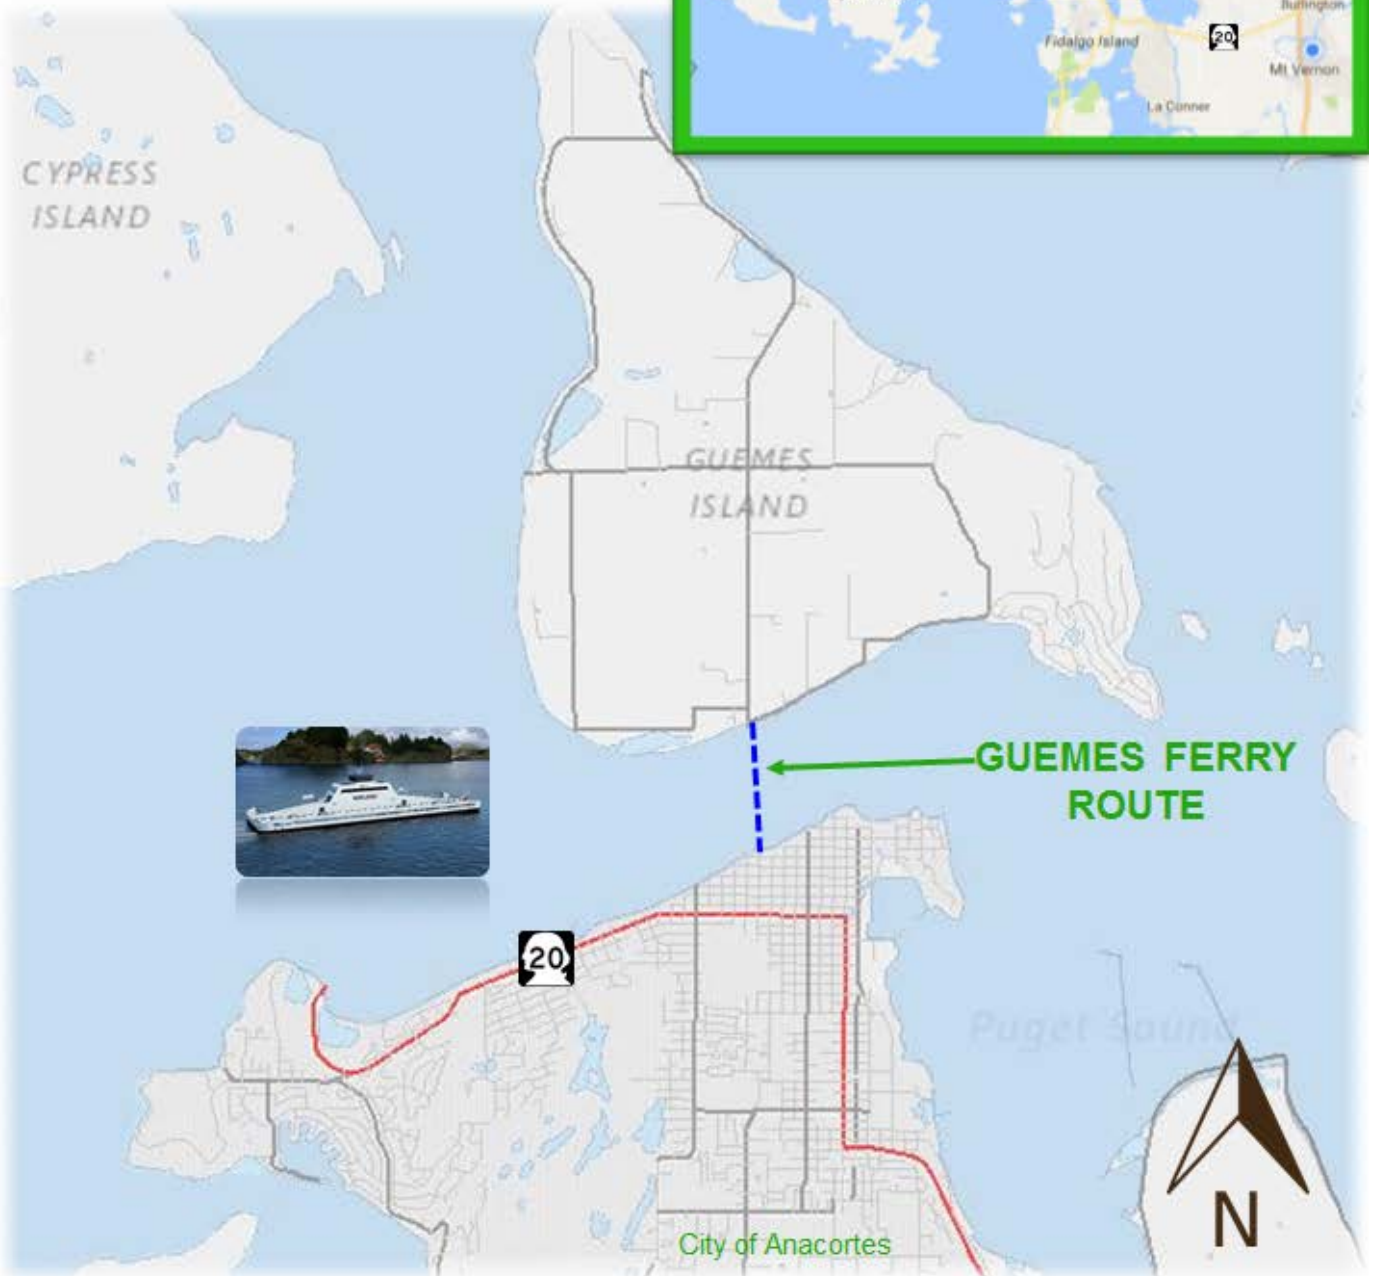 Burlington
Fidalgo Island
20
Mt Vernon
La Conner
CYPRESS
ISLAND
GUEMES
ISLAND
GUEMES FERRY
ROUTE
20
Puget Sound
N
City of Anacortes